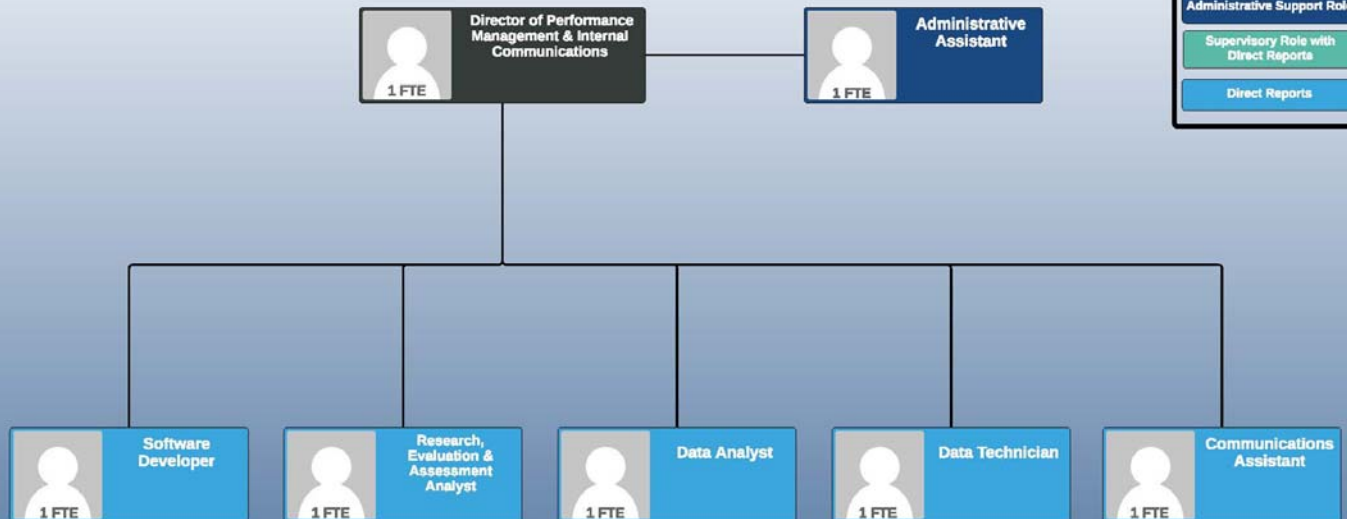 Director of Performance
Management & Internal
Communications
1 FTE
Administrative
Assistant
1 FTE
Administrative Support
Supervisory Role with
Direct Reports
Direct Reports
Software
Developer
1 FTE
Research,
Evaluation &
Assessment
Analyst
1 FTE
Data Analyst
1 FTE
Data Technician
1 FTE
Communications
Assistant
1 FTE